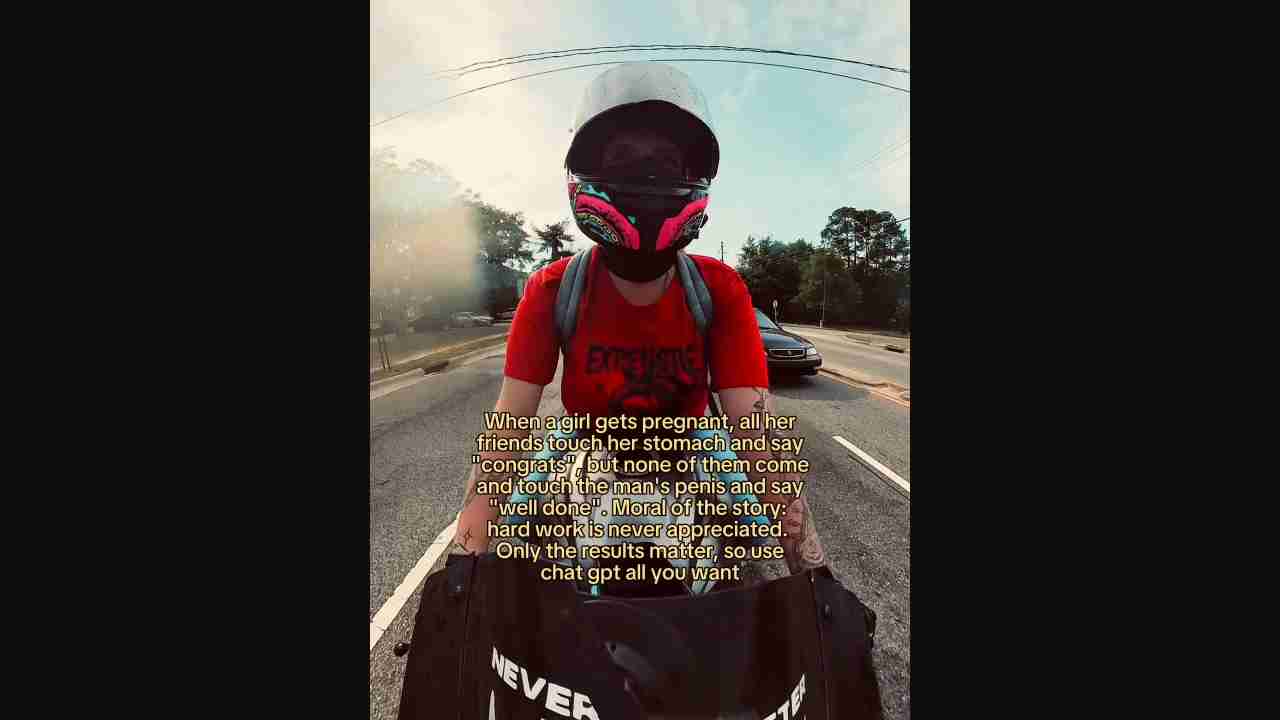 EXPENSIVE
When a girl gets pregnant, all her
friends touch her stomach and say
"congrats", but none of them come
and touch the man's penis and say
"well done". Moral of the story:
hard work is never appreciated.
Only the results matter, so use
chat gpt all you want
NEVER